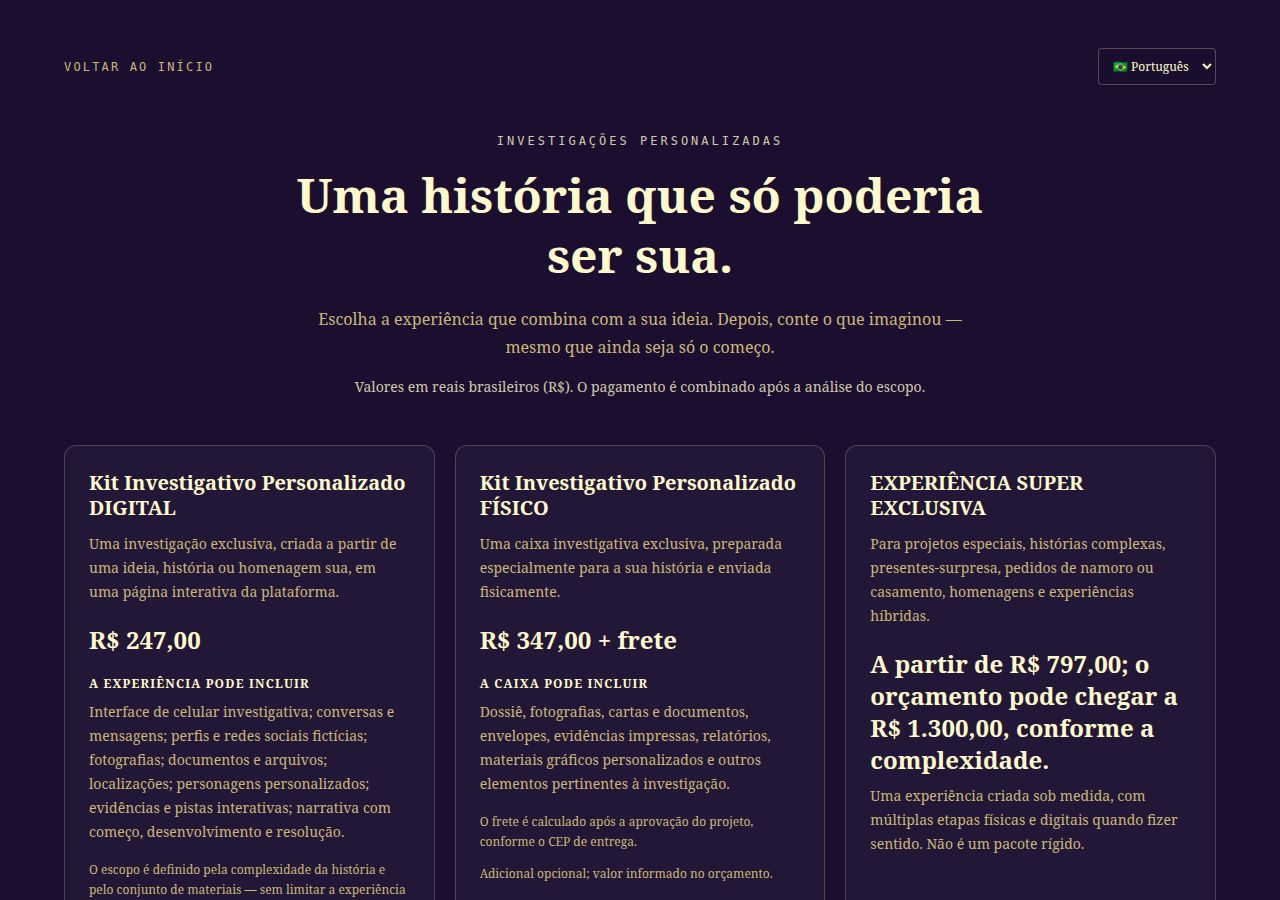 VOLTAR AO INÍCIO
🇧🇷 Português
INVESTIGAÇÕES PERSONALIZADAS
Uma história que só poderia
ser sua.
Escolha a experiência que combina com a sua ideia. Depois, conte o que imaginou —
mesmo que ainda seja só o começo.
Valores em reais brasileiros (R$). O pagamento é combinado após a análise do escopo.
Kit Investigativo Personalizado
DIGITAL
Uma investigação exclusiva, criada a partir de
uma ideia, história ou homenagem sua, em
uma página interativa da plataforma.
R$ 247,00
A EXPERIÊNCIA PODE INCLUIR
Interface de celular investigativa; conversas e
mensagens; perfis e redes sociais fictícias;
fotografias; documentos e arquivos;
localizações; personagens personalizados;
evidências e pistas interativas; narrativa com
começo, desenvolvimento e resolução.
O escopo é definido pela complexidade da história e
pelo conjunto de materiais — sem limitar a experiência
Kit Investigativo Personalizado
FÍSICO
Uma caixa investigativa exclusiva, preparada
especialmente para a sua história e enviada
fisicamente.
R$ 347,00 + frete
A CAIXA PODE INCLUIR
Dossiê, fotografias, cartas e documentos,
envelopes, evidências impressas, relatórios,
materiais gráficos personalizados e outros
elementos pertinentes à investigação.
O frete é calculado após a aprovação do projeto,
conforme o CEP de entrega.
Adicional opcional; valor informado no orçamento.
EXPERIÊNCIA SUPER
EXCLUSIVA
Para projetos especiais, histórias complexas,
presentes-surpresa, pedidos de namoro ou
casamento, homenagens e experiências
híbridas.
A partir de R$ 797,00; o
orçamento pode chegar a
R$ 1.300,00, conforme a
complexidade.
Uma experiência criada sob medida, com
múltiplas etapas físicas e digitais quando fizer
sentido. Não é um pacote rígido.